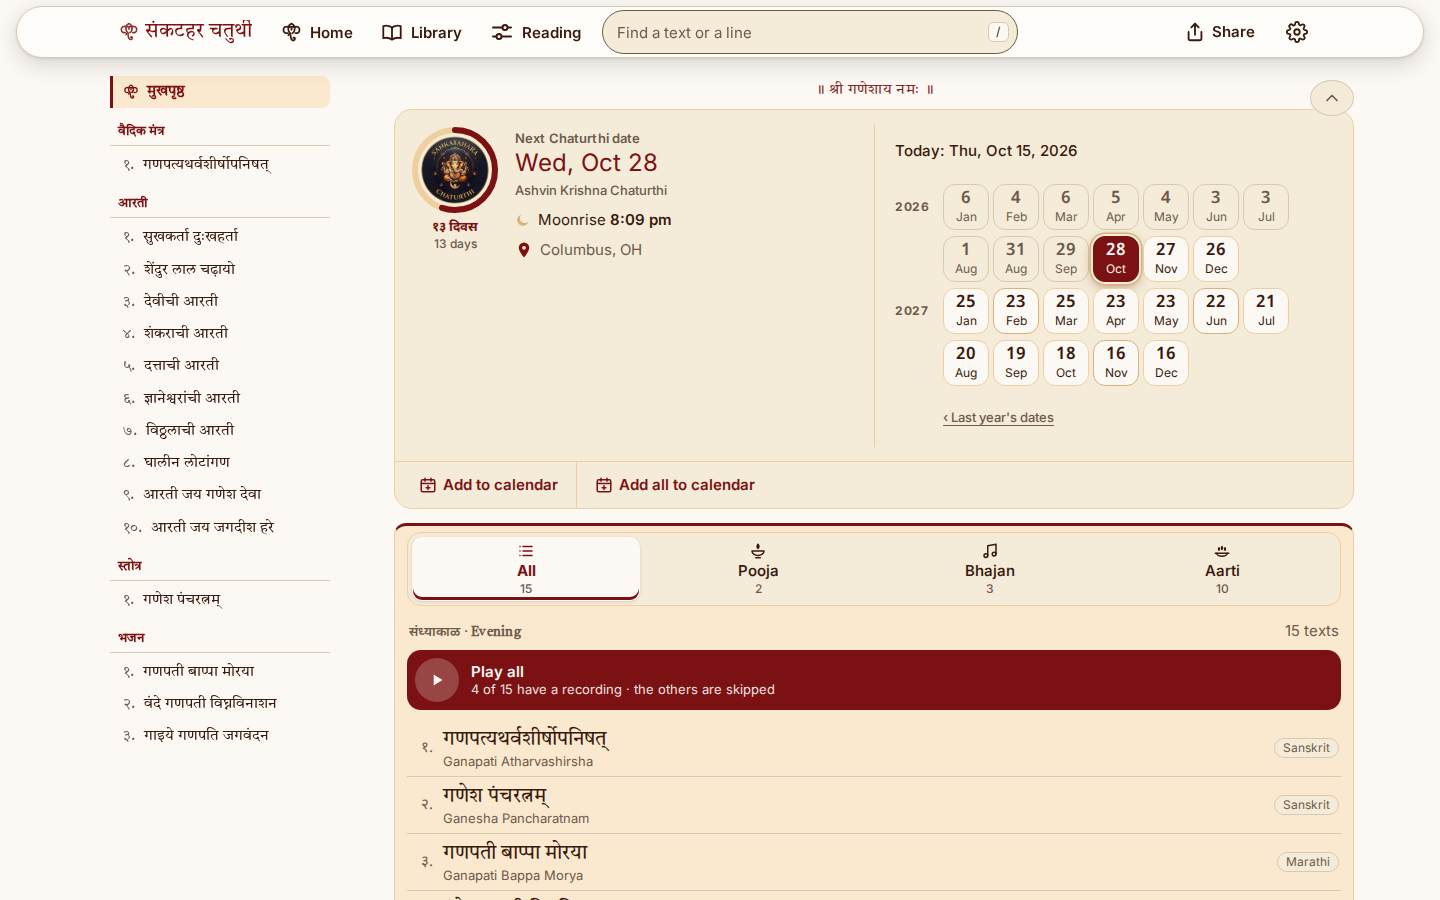 संकटहर चतुर्थी
Home
Library
Reading
Find a text or a line
/
Share
मुखपृष्ठ
वैदिक मंत्र
१. गणपत्यथर्वशीर्षोपनिषत्
आरती
१. सुखकर्ता दुःखहर्ता
२. शेंदुर लाल चढ़ायो
३. देवीची आरती
४. शंकराची आरती
५. दत्ताची आरती
६. ज्ञानेश्वरांची आरती
७. विठ्ठलाची आरती
८. घालीन लोटांगण
९. आरती जय गणेश देवा
१०. आरती जय जगदीश हरे
स्तोत्र
१. गणेश पंचरत्नम्
भजन
१. गणपती बाप्पा मोरया
२. वंदे गणपती विघ्नविनाशन
३. गाइये गणपति जगवंदन
॥ श्री गणेशाय नमः ॥
SANKATAHARA
CHATURTHI
१३ दिवस
13 days
Next Chaturthi date
Wed, Oct 28
Ashvin Krishna Chaturthi
Moonrise 8:09 pm
Columbus, OH
Today: Thu, Oct 15, 2026
2026
6 Jan
4 Feb
6 Mar
5 Apr
4 May
3 Jun
3 Jul
1 Aug
31 Aug
29 Sep
28 Oct
27 Nov
26 Dec
2027
25 Jan
23 Feb
25 Mar
23 Apr
23 May
22 Jun
21 Jul
20 Aug
19 Sep
18 Oct
16 Nov
16 Dec
‹ Last year's dates
Add to calendar
Add all to calendar
All
15
Pooja
2
Bhajan
3
Aarti
10
संध्याकाळ · Evening
15 texts
Play all
4 of 15 have a recording · the others are skipped
१. गणपत्यथर्वशीर्षोपनिषत्
Ganapati Atharvashirsha
Sanskrit
२. गणेश पंचरत्नम्
Ganesha Pancharatnam
Sanskrit
३. गणपती बाप्पा मोरया
Ganapati Bappa Morya
Marathi